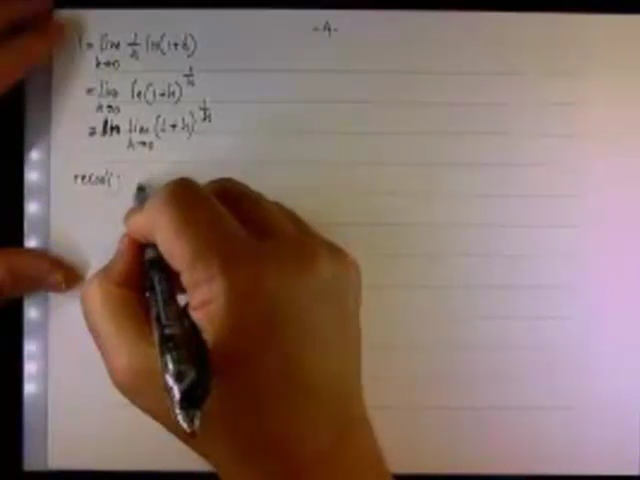 -4-
1 = lim h→0 1/h ln(1+h)
= lim h→0 ln(1+h)^1/h
= ln lim h→0 (1+h)^1/h
recall: